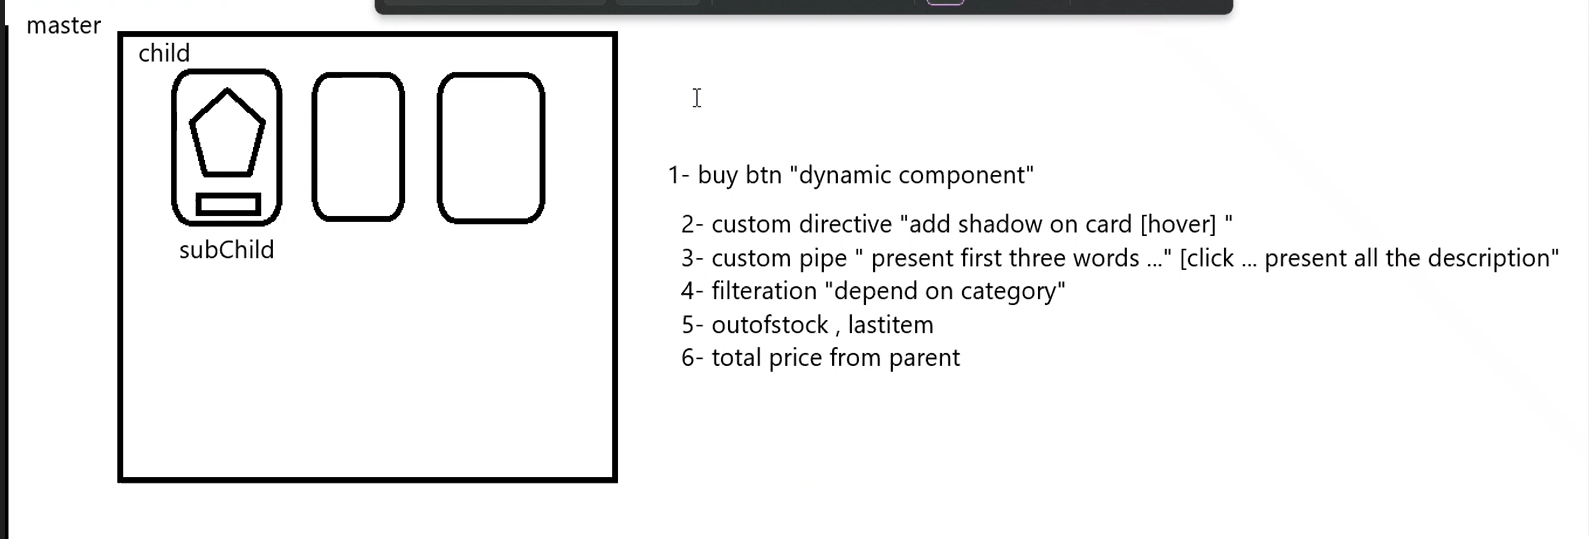 master
child
subChild
1- buy btn "dynamic component"
2- custom directive "add shadow on card [hover] "
3- custom pipe " present first three words ..." [click ... present all the description"
4- filteration "depend on category"
5- outofstock , lastitem
6- total price from parent